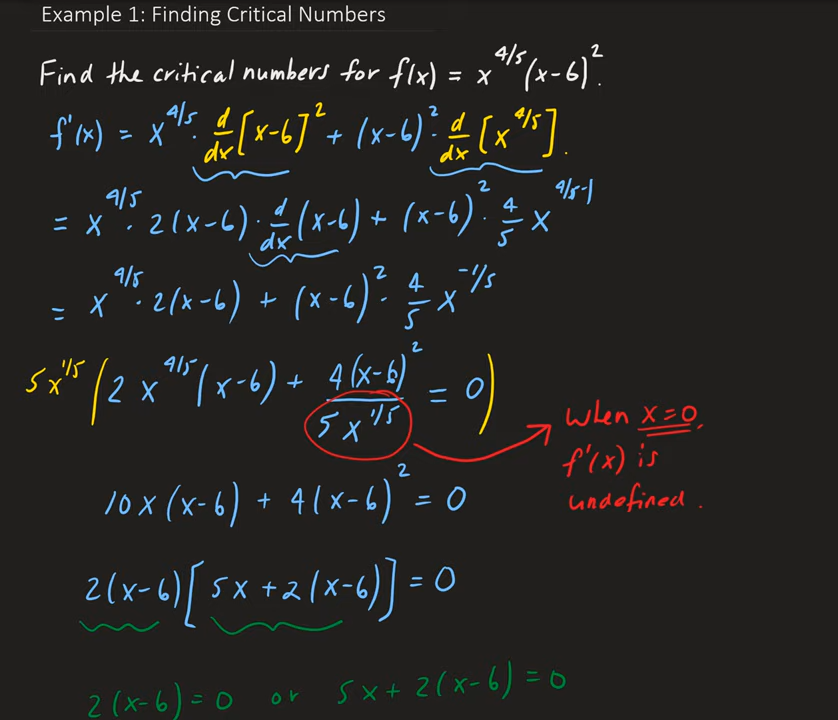 Example 1: Finding Critical Numbers
Find the critical numbers for f(x) = x^{4/5}(x-6)^2.
f'(x) = x^{4/5} · d/dx [x-6]^2 + (x-6)^2 · d/dx [x^{4/5}].
= x^{4/5} · 2(x-6) · d/dx (x-6) + (x-6)^2 · 4/5 x^{4/5-1}
= x^{4/5} · 2(x-6) + (x-6)^2 · 4/5 x^{-1/5}
5x^{1/5} (2x^{4/5}(x-6) + 4(x-6)^2 / 5x^{1/5} = 0)
when x=0,
f'(x) is
undefined.
10x(x-6) + 4(x-6)^2 = 0
2(x-6)[5x+2(x-6)] = 0
2(x-6)=0 or 5x+2(x-6)=0